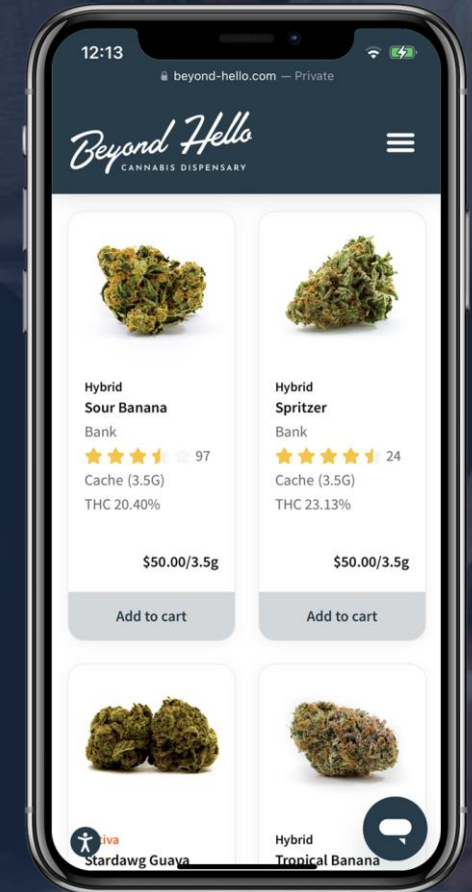 12:13
beyond-hello.com — Private
Beyond Hello
CANNABIS DISPENSARY
Hybrid
Sour Banana
Bank
97
Cache (3.5G)
THC 20.40%
$50.00/3.5g
Add to cart
Hybrid
Spritzer
Bank
24
Cache (3.5G)
THC 23.13%
$50.00/3.5g
Add to cart
Stardawg Guava
Hybrid
Tropical Banana